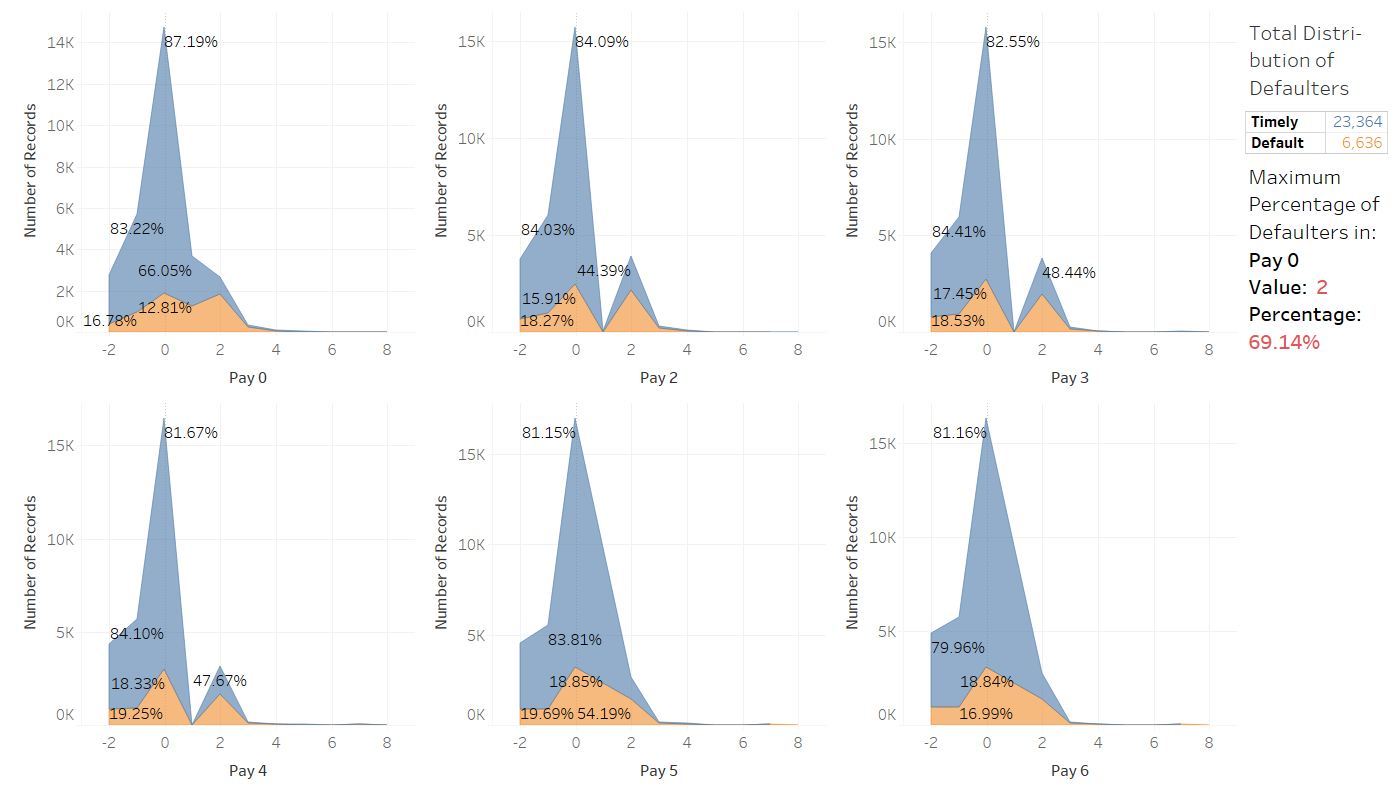 Number of Records
14K
12K
10K
8K
6K
4K
2K
0K
87.19%
83.22%
66.05%
12.81%
16.78%
-2 0 2 4 6 8
Pay 0
Number of Records
15K
10K
5K
0K
84.09%
84.03%
44.39%
15.91%
18.27%
-2 0 2 4 6 8
Pay 2
Number of Records
15K
10K
5K
0K
82.55%
84.41%
48.44%
17.45%
18.53%
-2 0 2 4 6 8
Pay 3
Total Distri-
bution of
Defaulters
Timely 23,364
Default 6,636
Maximum
Percentage of
Defaulters in:
Pay 0
Value: 2
Percentage:
69.14%
Number of Records
15K
10K
5K
0K
81.67%
84.10%
18.33%
47.67%
19.25%
-2 0 2 4 6 8
Pay 4
Number of Records
15K
10K
5K
0K
81.15%
83.81%
18.85%
19.69% 54.19%
-2 0 2 4 6 8
Pay 5
Number of Records
15K
10K
5K
0K
81.16%
79.96%
18.84%
16.99%
-2 0 2 4 6 8
Pay 6